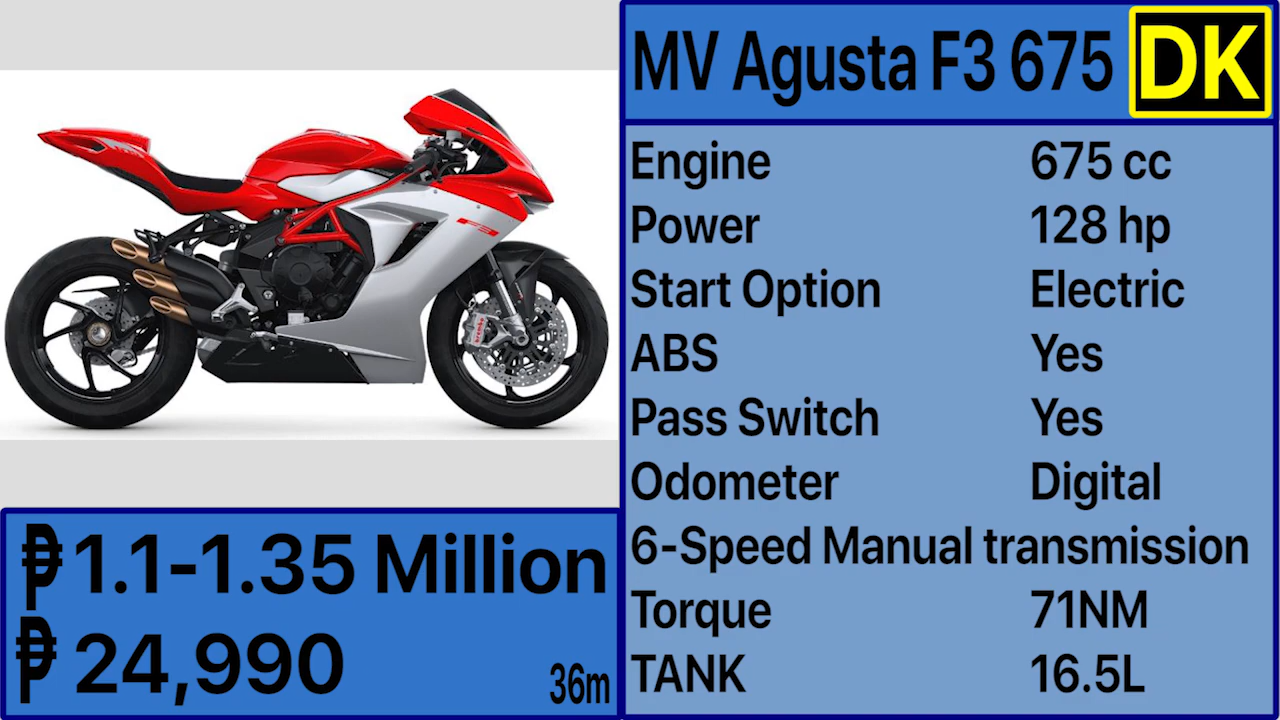 MV Agusta F3 675 DK
Engine 675 cc
Power 128 hp
Start Option Electric
ABS Yes
Pass Switch Yes
Odometer Digital
6-Speed Manual transmission
Torque 71NM
TANK 16.5L
F3
brembo
₱1.1-1.35 Million
₱ 24,990 36m